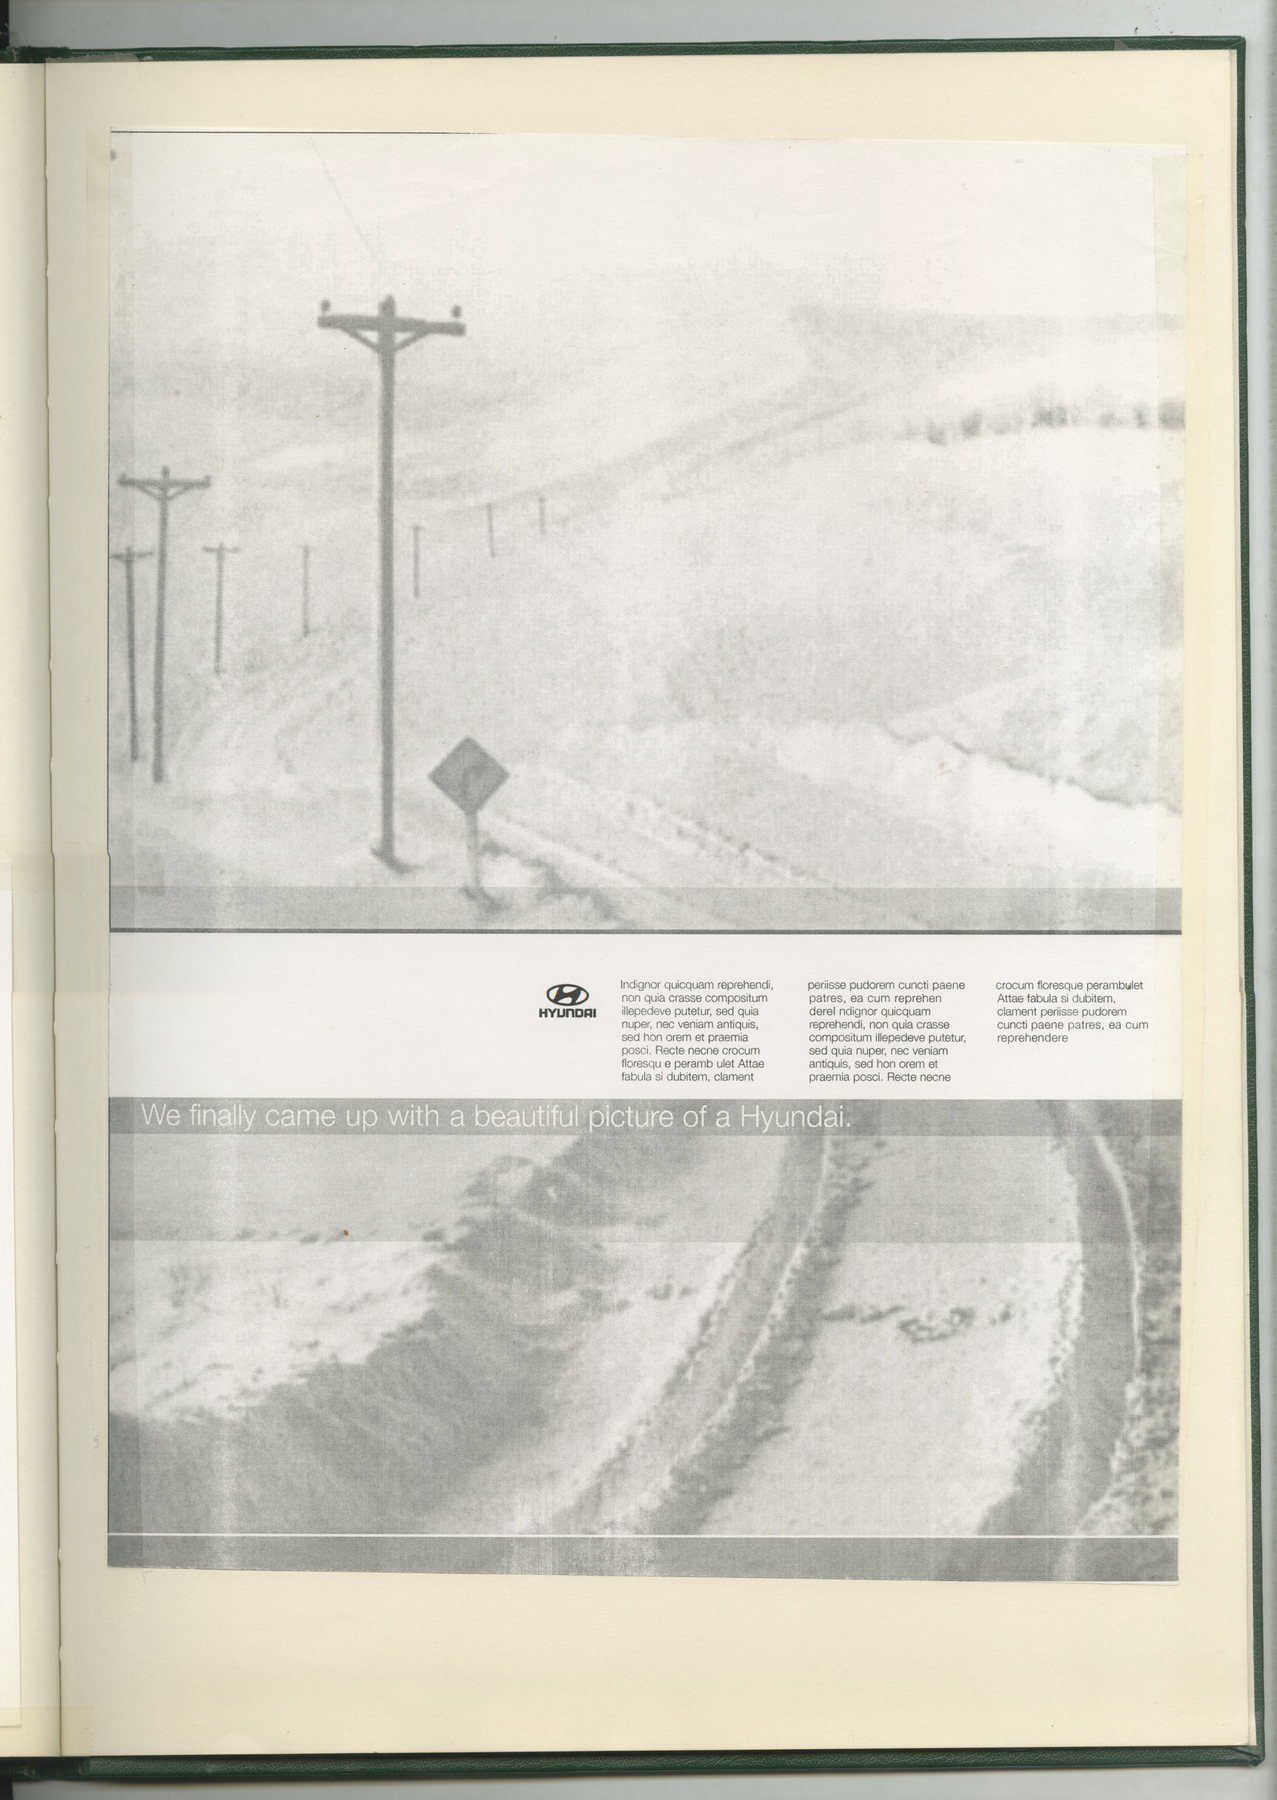 HYUNDAI
Indignor quicquam reprehendi,
non quia crasse compositum
illepedeve putetur, sed quia
nuper, nec veniam antiquis,
sed hon orem et praemia
posci. Recte necne crocum
floresqu e peramb ulet Attae
fabula si dubitem, clament
periisse pudorem cuncti paene
patres, ea cum reprehen
dereI ndignor quicquam
reprehendi, non quia crasse
compositum illepedeve putetur,
sed quia nuper, nec veniam
antiquis, sed hon orem et
praemia posci. Recte necne
crocum floresque perambulet
Attae fabula si dubitem,
clament periisse pudorem
cuncti paene patres, ea cum
reprehendere
We finally came up with a beautiful picture of a Hyundai.